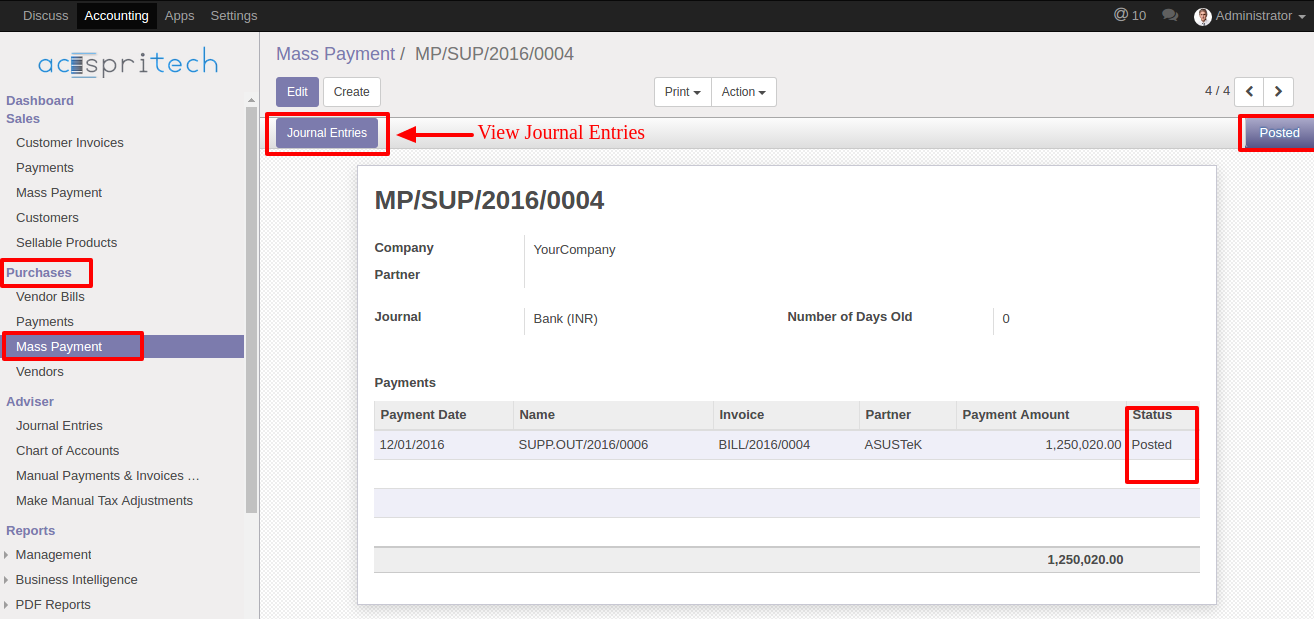 Discuss Accounting Apps Settings @ 10 Administrator
acespritech
Mass Payment / MP/SUP/2016/0004
Edit Create Print Action 4 / 4
Journal Entries View Journal Entries Posted
Dashboard
Sales
Customer Invoices
Payments
Mass Payment
Customers
Sellable Products
Purchases
Vendor Bills
Payments
Mass Payment
Vendors
Adviser
Journal Entries
Chart of Accounts
Manual Payments & Invoices ...
Make Manual Tax Adjustments
Reports
Management
Business Intelligence
PDF Reports
MP/SUP/2016/0004
Company YourCompany
Partner
Journal Bank (INR) Number of Days Old 0
Payments
Payment Date Name Invoice Partner Payment Amount Status
12/01/2016 SUPP.OUT/2016/0006 BILL/2016/0004 ASUSTeK 1,250,020.00 Posted
1,250,020.00